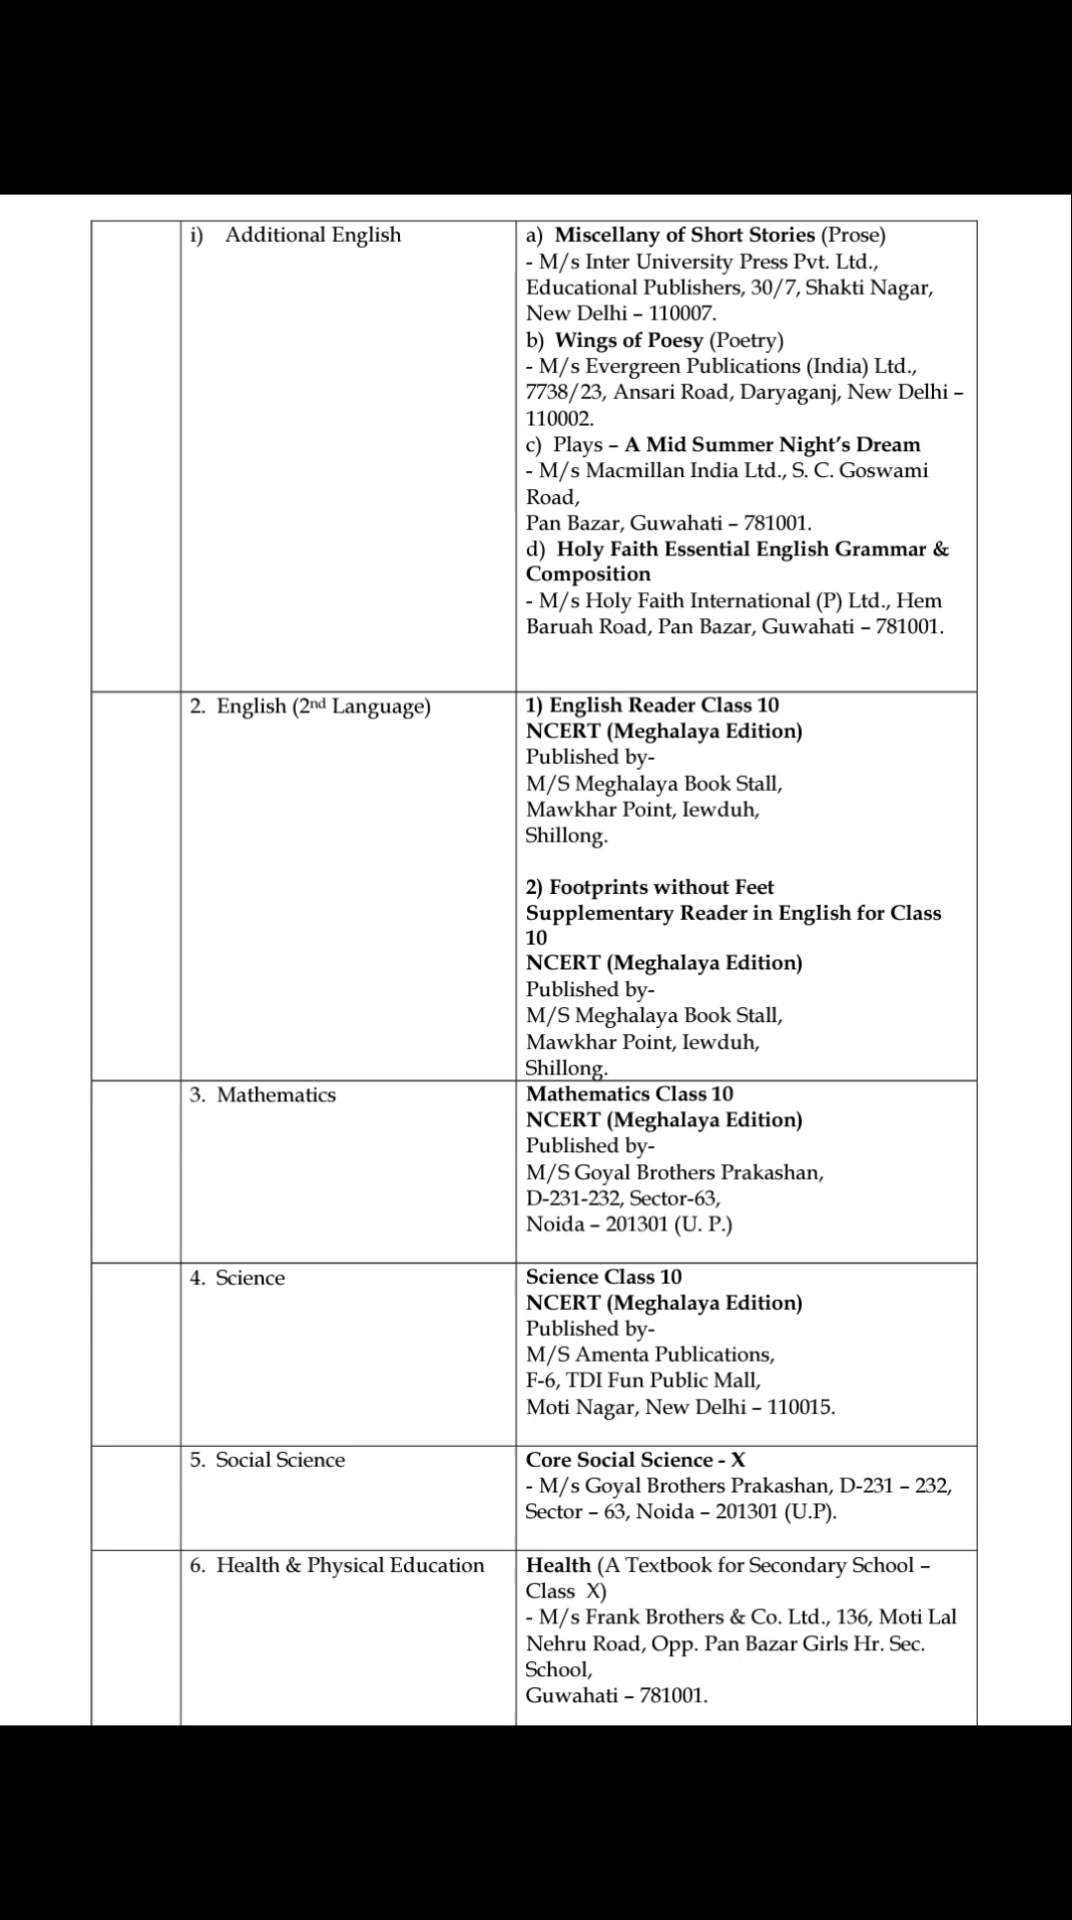 i) Additional English
a) Miscellany of Short Stories (Prose)
- M/s Inter University Press Pvt. Ltd.,
Educational Publishers, 30/7, Shakti Nagar,
New Delhi – 110007.
b) Wings of Poesy (Poetry)
- M/s Evergreen Publications (India) Ltd.,
7738/23, Ansari Road, Daryaganj, New Delhi –
110002.
c) Plays – A Mid Summer Night's Dream
- M/s Macmillan India Ltd., S. C. Goswami
Road,
Pan Bazar, Guwahati – 781001.
d) Holy Faith Essential English Grammar &
Composition
- M/s Holy Faith International (P) Ltd., Hem
Baruah Road, Pan Bazar, Guwahati – 781001.
2. English (2nd Language)
1) English Reader Class 10
NCERT (Meghalaya Edition)
Published by-
M/S Meghalaya Book Stall,
Mawkhar Point, Iewduh,
Shillong.
2) Footprints without Feet
Supplementary Reader in English for Class
10
NCERT (Meghalaya Edition)
Published by-
M/S Meghalaya Book Stall,
Mawkhar Point, Iewduh,
Shillong.
3. Mathematics
Mathematics Class 10
NCERT (Meghalaya Edition)
Published by-
M/S Goyal Brothers Prakashan,
D-231-232, Sector-63,
Noida – 201301 (U. P.)
4. Science
Science Class 10
NCERT (Meghalaya Edition)
Published by-
M/S Amenta Publications,
F-6, TDI Fun Public Mall,
Moti Nagar, New Delhi – 110015.
5. Social Science
Core Social Science - X
- M/s Goyal Brothers Prakashan, D-231 – 232,
Sector – 63, Noida – 201301 (U.P).
6. Health & Physical Education
Health (A Textbook for Secondary School –
Class X)
- M/s Frank Brothers & Co. Ltd., 136, Moti Lal
Nehru Road, Opp. Pan Bazar Girls Hr. Sec.
School,
Guwahati – 781001.